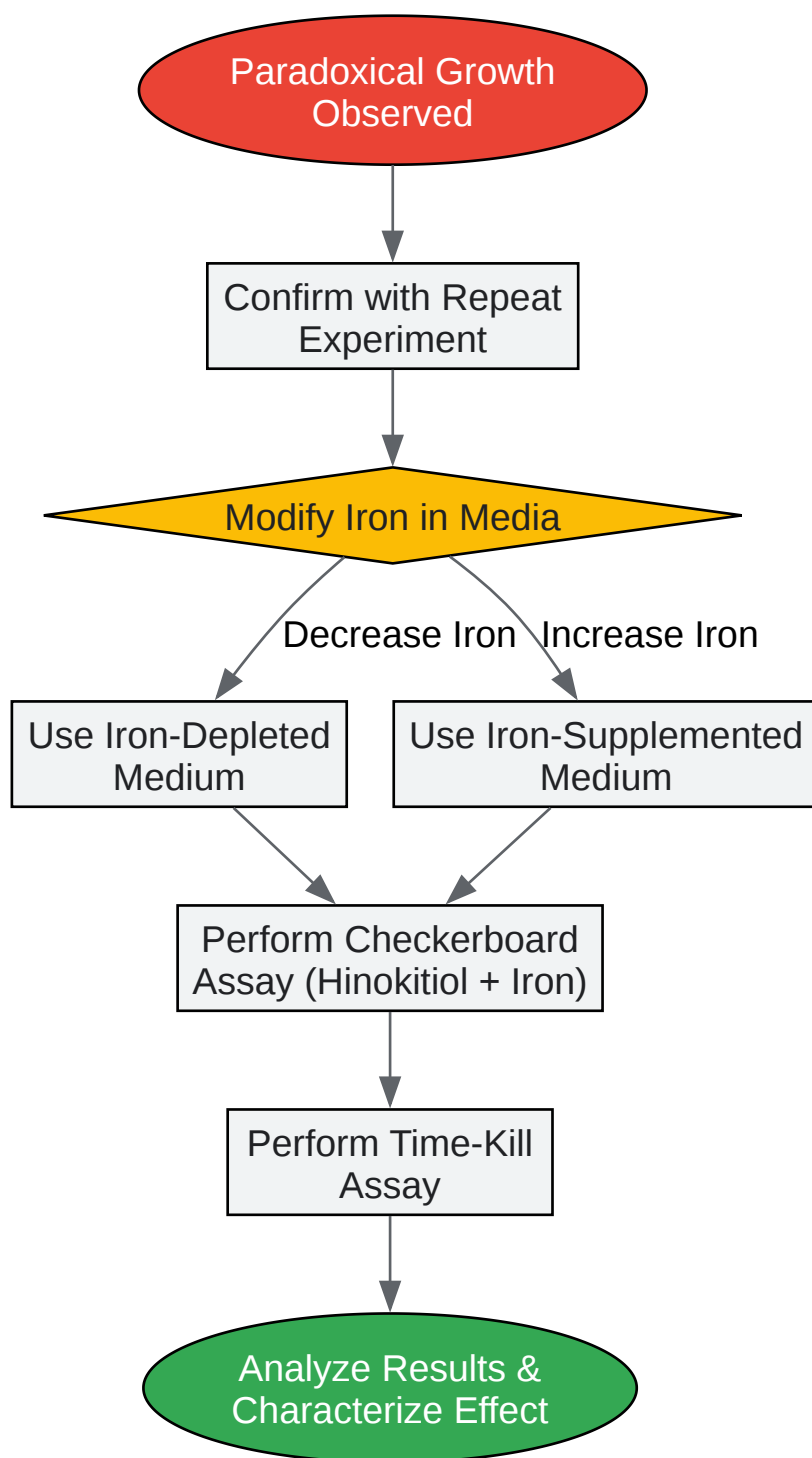 Paradoxical Growth
Observed
Confirm with Repeat
Experiment
Modify Iron in Media
Decrease Iron
Increase Iron
Use Iron-Depleted
Medium
Use Iron-Supplemented
Medium
Perform Checkerboard
Assay (Hinokitiol + Iron)
Perform Time-Kill
Assay
Analyze Results &
Characterize Effect